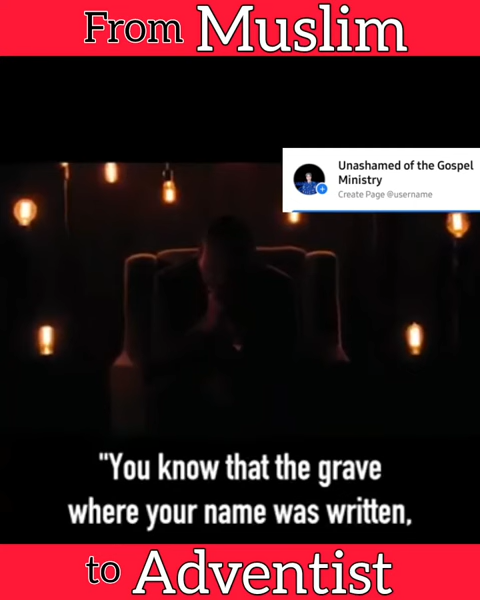 From Muslim
Unashamed of the Gospel
Ministry
Create Page @username
"You know that the grave
where your name was written,
to Adventist